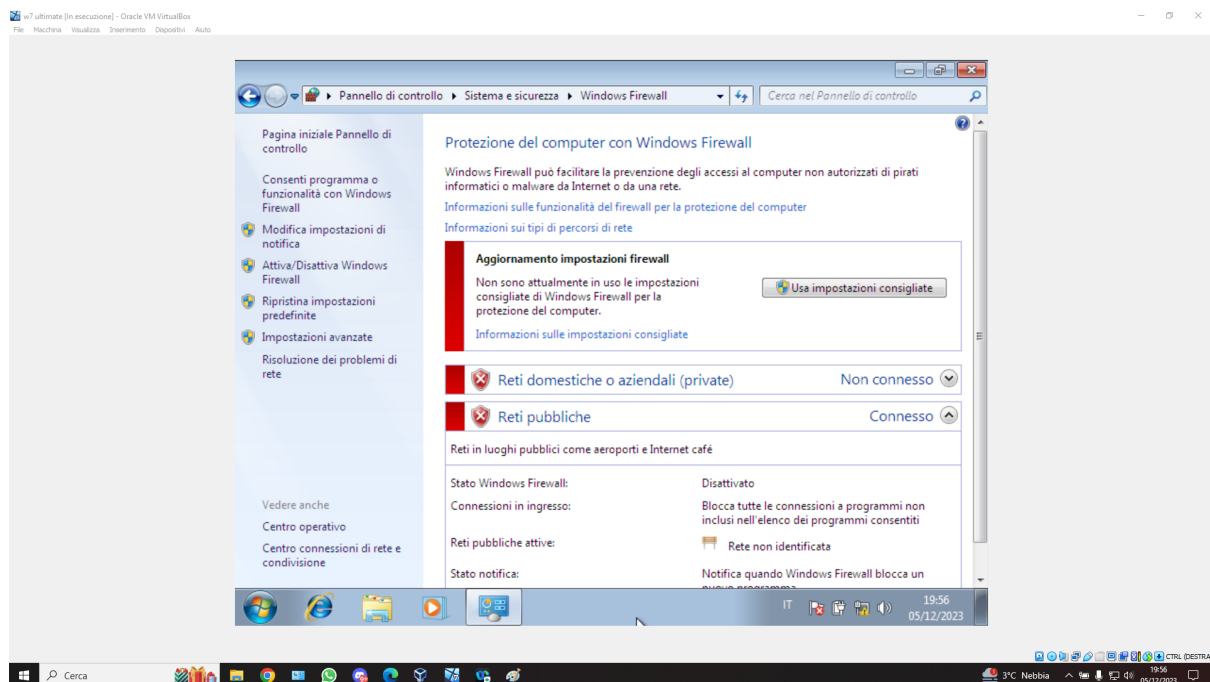 w7 ultimate [In esecuzione] - Oracle VM VirtualBox
File Macchina Visualizza Inserimento Dispositivi Aiuto
Pannello di controllo Sistema e sicurezza Windows Firewall
Cerca nel Pannello di controllo
Pagina iniziale Pannello di
controllo
Consenti programma o
funzionalità con Windows
Firewall
Modifica impostazioni di
notifica
Attiva/Disattiva Windows
Firewall
Ripristina impostazioni
predefinite
Impostazioni avanzate
Risoluzione dei problemi di
rete
Vedere anche
Centro operativo
Centro connessioni di rete e
condivisione
Protezione del computer con Windows Firewall
Windows Firewall può facilitare la prevenzione degli accessi al computer non autorizzati di pirati
informatici o malware da Internet o da una rete.
Informazioni sulle funzionalità del firewall per la protezione del computer
Informazioni sui tipi di percorsi di rete
Aggiornamento impostazioni firewall
Non sono attualmente in uso le impostazioni
consigliate di Windows Firewall per la
protezione del computer.
Usa impostazioni consigliate
Informazioni sulle impostazioni consigliate
Reti domestiche o aziendali (private) Non connesso
Reti pubbliche Connesso
Reti in luoghi pubblici come aeroporti e Internet café
Stato Windows Firewall: Disattivato
Connessioni in ingresso: Blocca tutte le connessioni a programmi non
inclusi nell'elenco dei programmi consentiti
Reti pubbliche attive: Rete non identificata
Stato notifica: Notifica quando Windows Firewall blocca un
nuovo programma
IT
19:56
05/12/2023
CTRL (DESTRA
Cerca
3°C Nebbia
19:56
05/12/2023